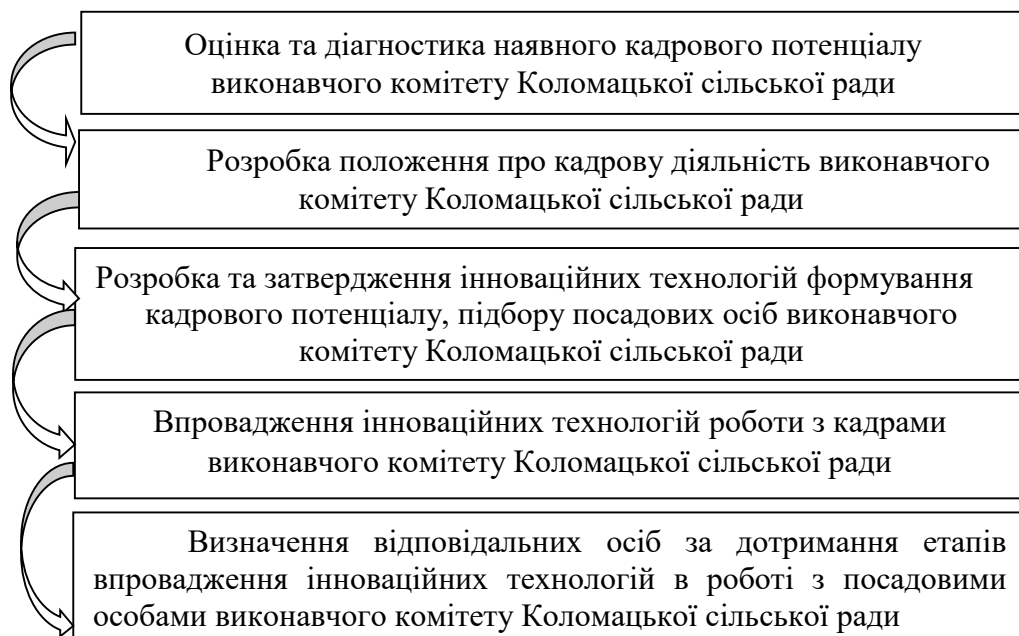 Оцінка та діагностика наявного кадрового потенціалу
виконавчого комітету Коломацької сільської ради
Розробка положення про кадрову діяльність виконавчого
комітету Коломацької сільської ради
Розробка та затвердження інноваційних технологій формування
кадрового потенціалу, підбору посадових осіб виконавчого
комітету Коломацької сільської ради
Впровадження інноваційних технологій роботи з кадрами
виконавчого комітету Коломацької сільської ради
Визначення відповідальних осіб за дотримання етапів
впровадження інноваційних технологій в роботі з посадовими
особами виконавчого комітету Коломацької сільської ради